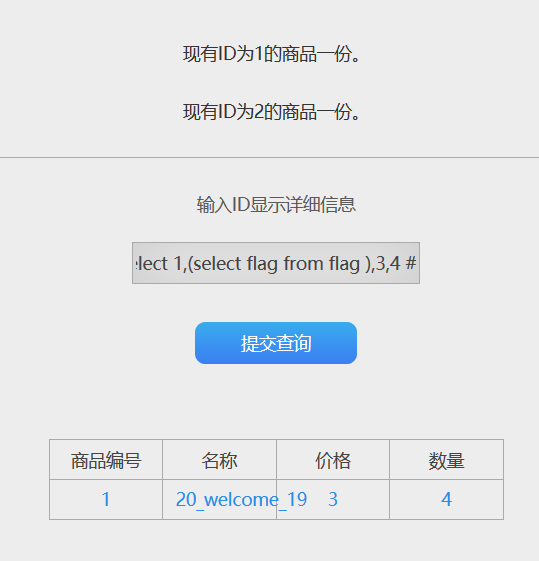 现有ID为1的商品一份。
现有ID为2的商品一份。
输入ID显示详细信息
elect 1,(select flag from flag ),3,4 #
提交查询
商品编号 名称 价格 数量
1 20_welcome_19 3 4